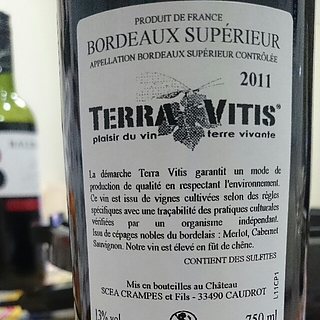 PRODUIT DE FRANCE
BORDEAUX SUPÉRIEUR
APPELLATION BORDEAUX SUPÉRIEUR CONTRÔLÉE
2011
TERRA VITIS®
plaisir du vin terre vivante
La démarche Terra Vitis garantit un mode de
production de qualité en respectant l'environnement.
Ce vin est issu de vignes cultivées selon des règles
spécifiques avec une traçabilité des pratiques culturales
vérifiées par un organisme indépendant.
Issu de cépages nobles du bordelais : Merlot, Cabernet
Sauvignon. Notre vin est élevé en fût de chêne.
CONTIENT DES SULFITES
Mis en bouteilles au Château
SCEA CRAMPES et Fils - 33490 CAUDROT
13% vol 750 ml
L11CP1